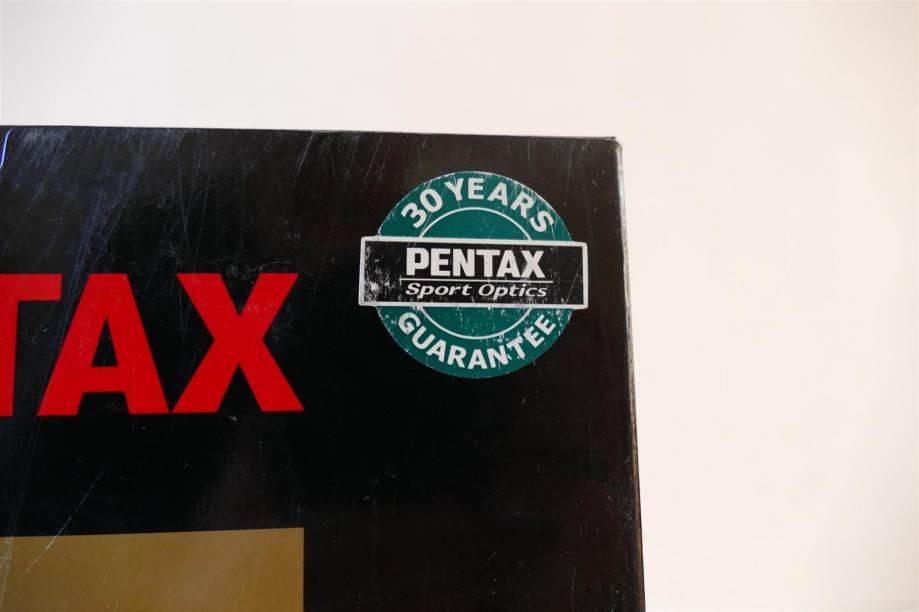 TAX
30 YEARS
PENTAX
Sport Optics
GUARANTEE